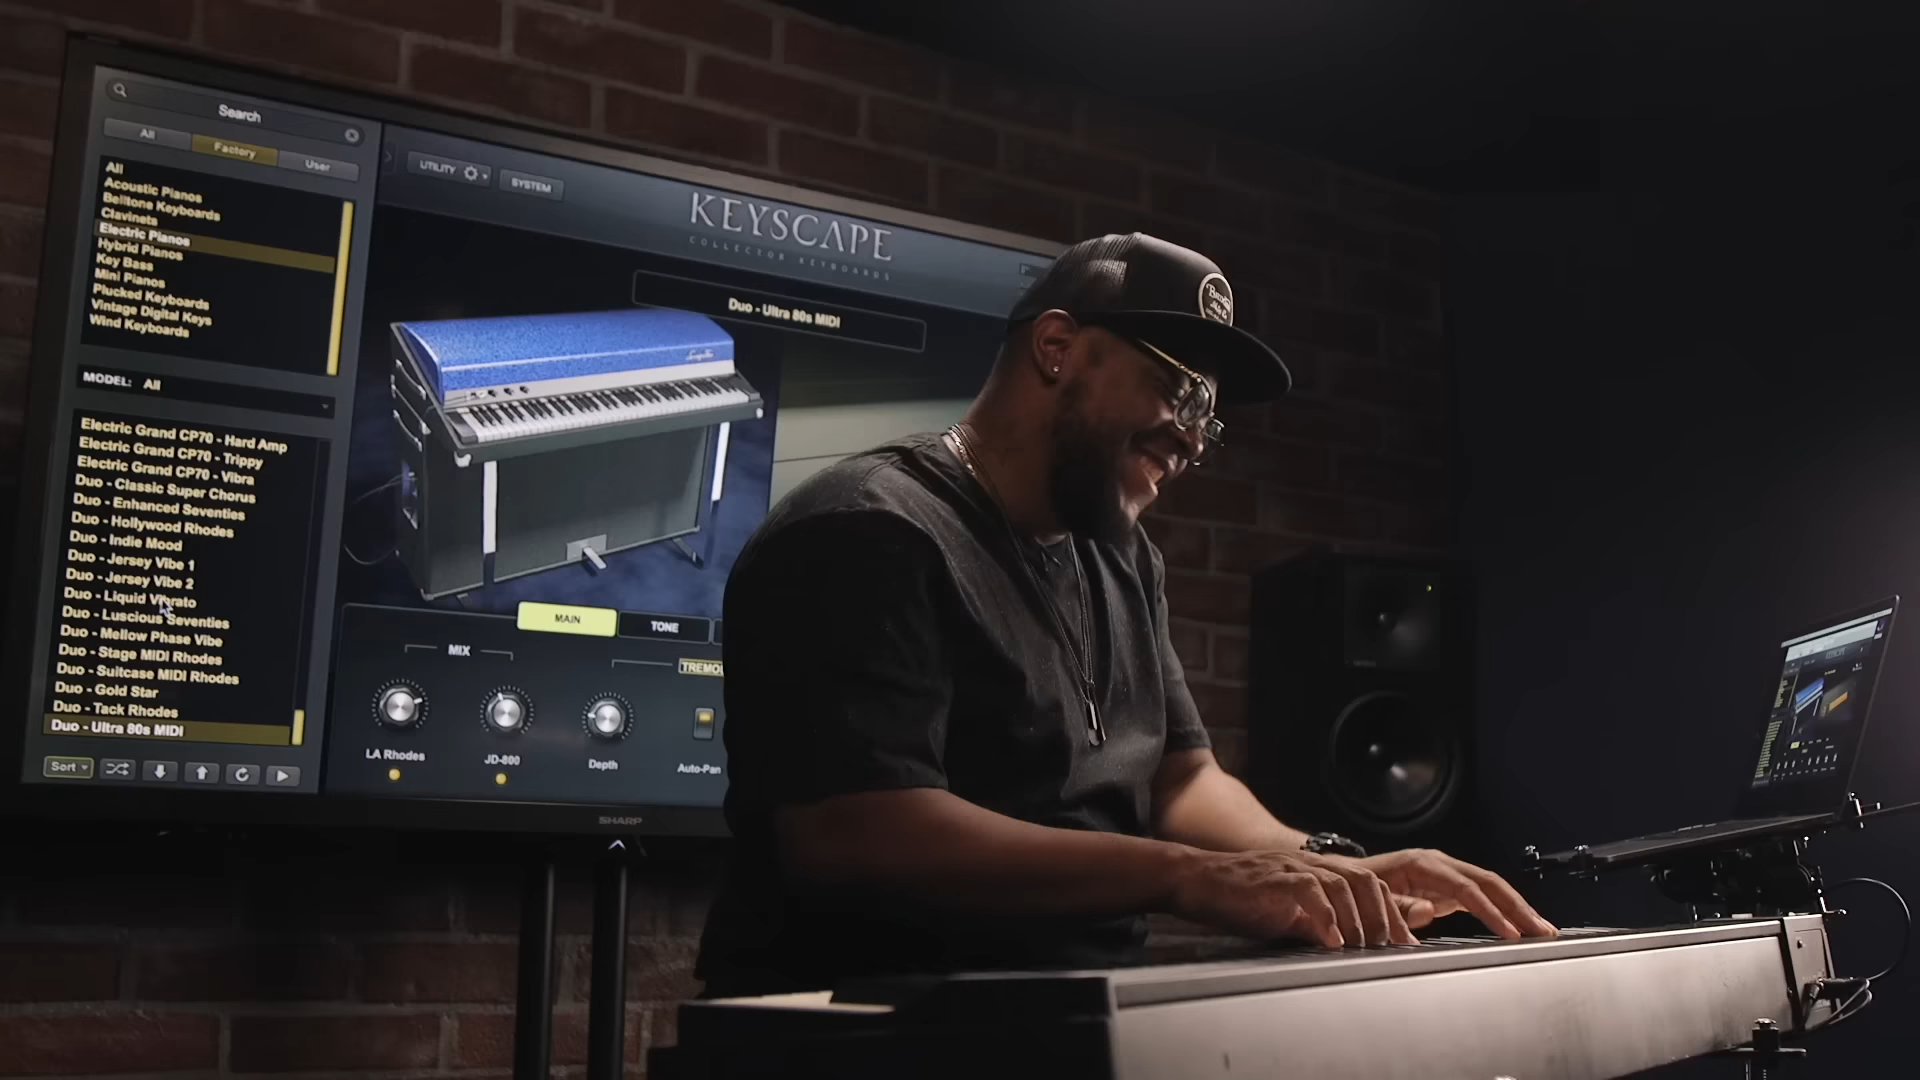 Search
All
Factory
User
All
Acoustic Pianos
Belltone Keyboards
Clavinets
Electric Pianos
Hybrid Pianos
Key Bass
Mini Pianos
Plucked Keyboards
Vintage Digital Keys
Wind Keyboards
MODEL: All
Electric Grand CP70 - Hard Amp
Electric Grand CP70 - Trippy
Electric Grand CP70 - Vibra
Duo - Classic Super Chorus
Duo - Enhanced Seventies
Duo - Hollywood Rhodes
Duo - Indie Mood
Duo - Jersey Vibe 1
Duo - Jersey Vibe 2
Duo - Liquid Vibrato
Duo - Luscious Seventies
Duo - Mellow Phase Vibe
Duo - Stage MIDI Rhodes
Duo - Suitcase MIDI Rhodes
Duo - Gold Star
Duo - Tack Rhodes
Duo - Ultra 80s MIDI
Sort
UTILITY
SYSTEM
KEYSCAPE
COLLECTOR KEYBOARDS
Duo - Ultra 80s MIDI
MAIN
TONE
MIX
TREMO
LA Rhodes
JD-800
Depth
Auto-Pan
SHARP